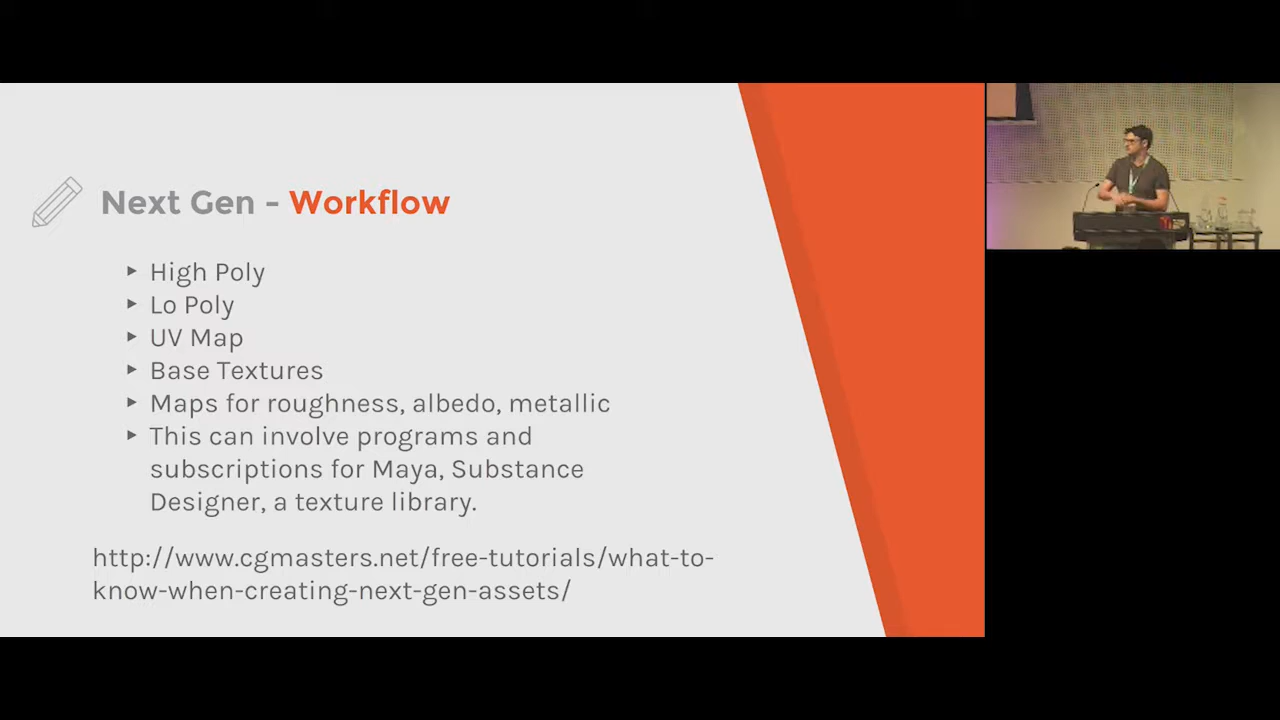 Next Gen - Workflow
High Poly
Lo Poly
UV Map
Base Textures
Maps for roughness, albedo, metallic
This can involve programs and
subscriptions for Maya, Substance
Designer, a texture library.
http://www.cgmasters.net/free-tutorials/what-to-
know-when-creating-next-gen-assets/